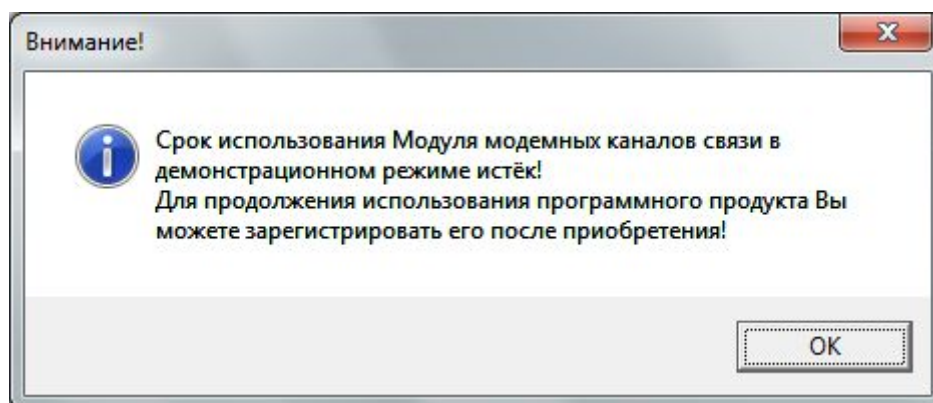 Внимание!
Срок использования Модуля модемных каналов связи в
демонстрационном режиме истёк!
Для продолжения использования программного продукта Вы
можете зарегистрировать его после приобретения!
OK